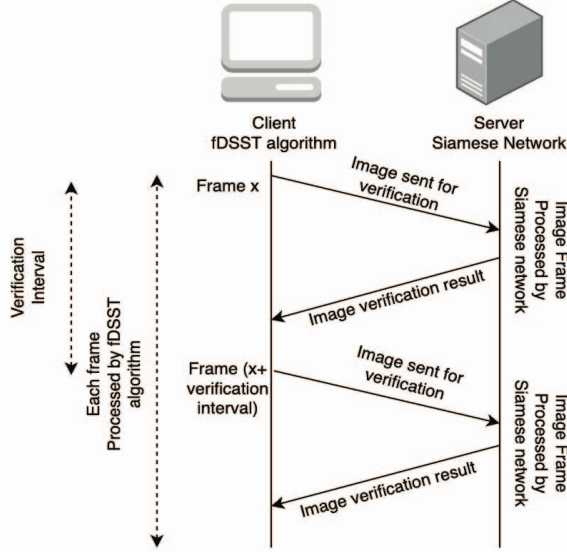 Client
fDSST algorithm
Server
Siamese Network
Image sent for
verification
Frame x
Image Frame
Processed by
Siamese network
Verification
Interval
Image verification result
Each frame
Processed by fDSST
algorithm
Frame (x+
verification
interval)
Image sent for
verification
Image Frame
Processed by
Siamese network
Image verification result